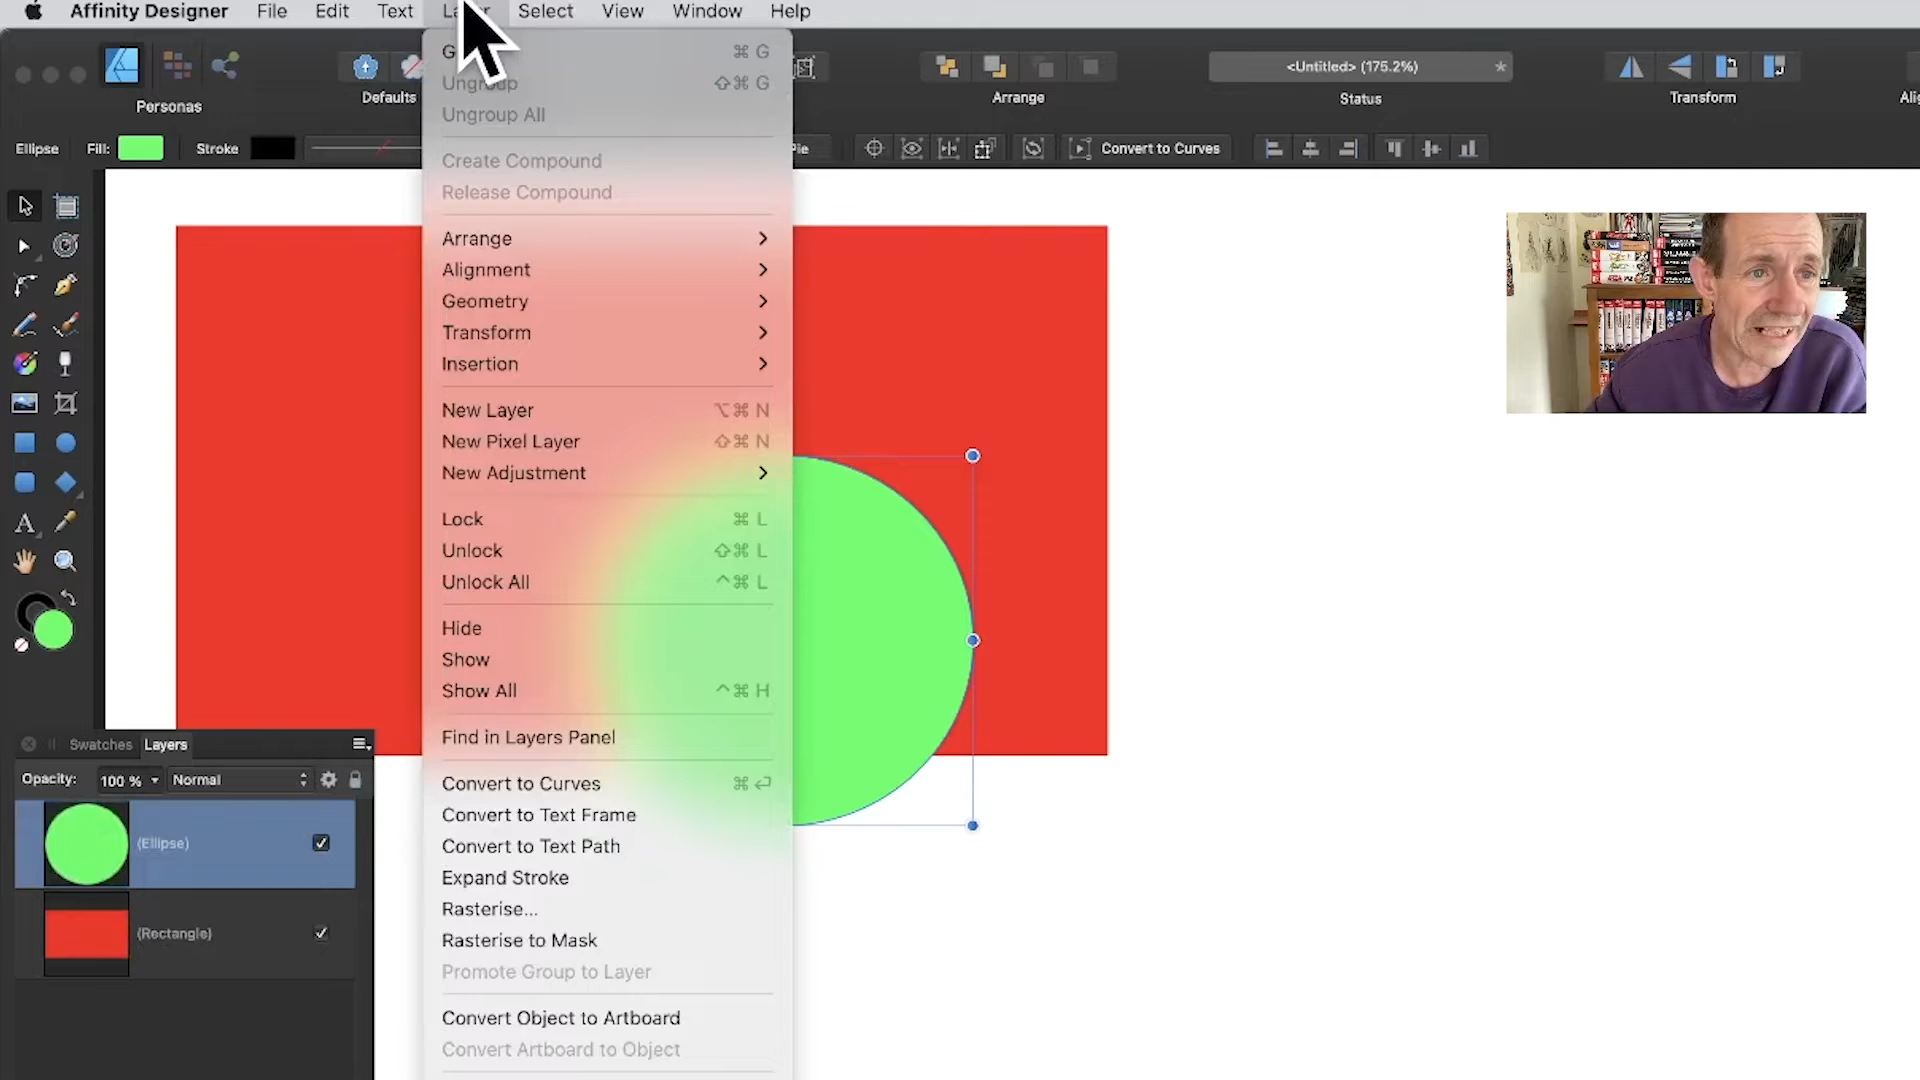 Affinity Designer File Edit Text Select View Window Help
Personas
Defaults
Arrange
<Untitled> (175.2%)
Status
Transform
Ellipse Fill: Stroke
Pie
Convert to Curves
⌘ G
Ungroup ⇧⌘ G
Ungroup All
Create Compound
Release Compound
Arrange
Alignment
Geometry
Transform
Insertion
New Layer ⌥⌘ N
New Pixel Layer ⇧⌘ N
New Adjustment
Lock ⌘ L
Unlock ⇧⌘ L
Unlock All ^⌘ L
Hide
Show
Show All ^⌘ H
Find in Layers Panel
Convert to Curves ⌘ ⏎
Convert to Text Frame
Convert to Text Path
Expand Stroke
Rasterise...
Rasterise to Mask
Promote Group to Layer
Convert Object to Artboard
Convert Artboard to Object
Swatches Layers
Opacity: 100 % Normal
(Ellipse)
(Rectangle)